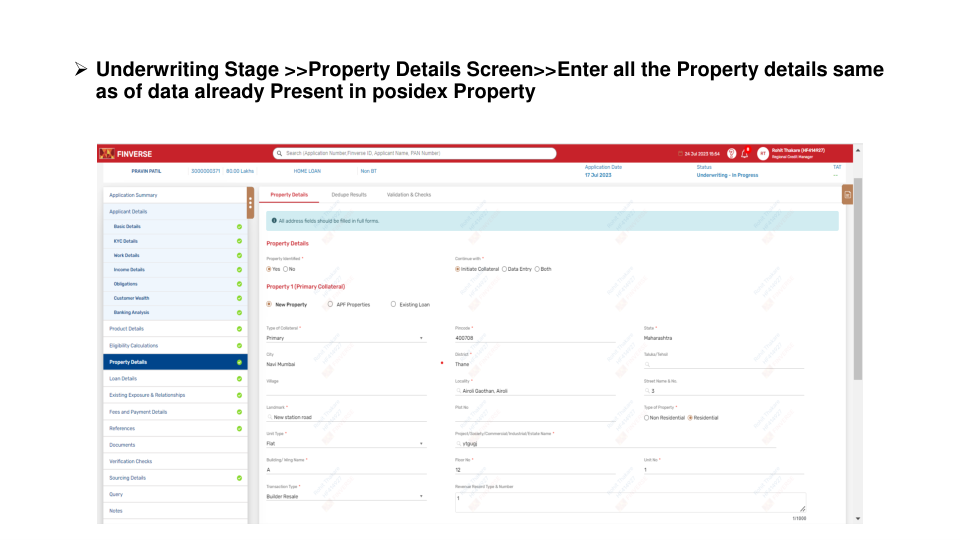 ➢ Underwriting Stage >>Property Details Screen>>Enter all the Property details same
as of data already Present in posidex Property
FINVERSE
Search (Application Number,Finverse ID, Applicant Name, PAN Number)
24 Jul 2023 15:54
Rohit Thakare (HF414927)
Regional Credit Manager
PRAVIN PATIL
5000000371
80.00 Lakhs
HOME LOAN
Non BT
Application Date
17 Jul 2023
Status
Underwriting - In Progress
TAT
--
Application Summary
Applicant Details
Basic Details
KYC Details
Work Details
Income Details
Obligations
Customer Wealth
Banking Analysis
Product Details
Eligibility Calculations
Property Details
Loan Details
Existing Exposure & Relationships
Fees and Payment Details
References
Documents
Verification Checks
Sourcing Details
Query
Notes
Property Details
Dedupe Results
Validation & Checks
All address fields should be filled in full forms.
Property Details
Property Identified *
Yes No
Continue with *
Initiate Collateral Data Entry Both
Property 1 (Primary Collateral)
New Property
APF Properties
Existing Loan
Type of Collateral *
Primary
Pincode *
400708
State *
Maharashtra
City
Navi Mumbai
District *
Thane
Taluka/Tehsil
Village
Locality *
Airoli Gaothan, Airoli
Street Name & No.
3
Landmark *
New station road
Plot No
Type of Property *
Non Residential Residential
Unit Type *
Flat
Project/Society/Commercial/Industrial/Estate Name *
ytgugj
Building/ Wing Name *
A
Floor No *
12
Unit No *
1
Transaction Type *
Builder Resale
Revenue Record Type & Number
1
1/1000